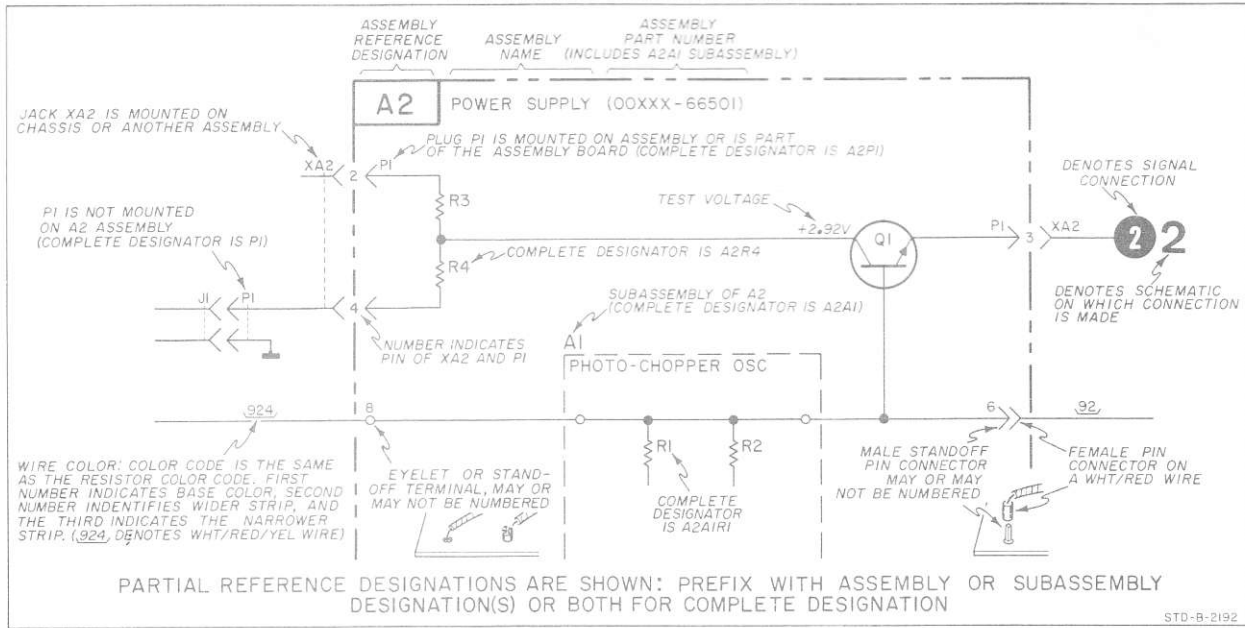 ASSEMBLY
REFERENCE
DESIGNATION
ASSEMBLY
NAME
ASSEMBLY
PART NUMBER
(INCLUDES A2A1 SUBASSEMBLY)
A2
POWER SUPPLY (00XXX-66501)
JACK XA2 IS MOUNTED ON
CHASSIS OR ANOTHER ASSEMBLY
XA2
2
P1
PLUG P1 IS MOUNTED ON ASSEMBLY OR IS PART
OF THE ASSEMBLY BOARD (COMPLETE DESIGNATOR IS A2P1)
R3
P1 IS NOT MOUNTED
ON A2 ASSEMBLY
(COMPLETE DESIGNATOR IS P1)
TEST VOLTAGE
+2.92V
Q1
P1
3
XA2
DENOTES SIGNAL
CONNECTION
2
2
DENOTES SCHEMATIC
ON WHICH CONNECTION
IS MADE
R4
COMPLETE DESIGNATOR IS A2R4
J1
P1
4
NUMBER INDICATES
PIN OF XA2 AND P1
SUBASSEMBLY OF A2
(COMPLETE DESIGNATOR IS A2A1)
A1
PHOTO-CHOPPER OSC
924
8
6
92
R1
R2
WIRE COLOR: COLOR CODE IS THE SAME
AS THE RESISTOR COLOR CODE. FIRST
NUMBER INDICATES BASE COLOR, SECOND
NUMBER INDENTIFIES WIDER STRIP, AND
THE THIRD INDICATES THE NARROWER
STRIP. (924 DENOTES WHT/RED/YEL WIRE)
EYELET OR STAND-
OFF TERMINAL, MAY OR
MAY NOT BE NUMBERED
COMPLETE
DESIGNATOR
IS A2A1R1
MALE STANDOFF
PIN CONNECTOR
MAY OR MAY
NOT BE NUMBERED
FEMALE PIN
CONNECTOR ON
A WHT/RED WIRE
PARTIAL REFERENCE DESIGNATIONS ARE SHOWN: PREFIX WITH ASSEMBLY OR SUBASSEMBLY
DESIGNATION(S) OR BOTH FOR COMPLETE DESIGNATION
STD-B-2192